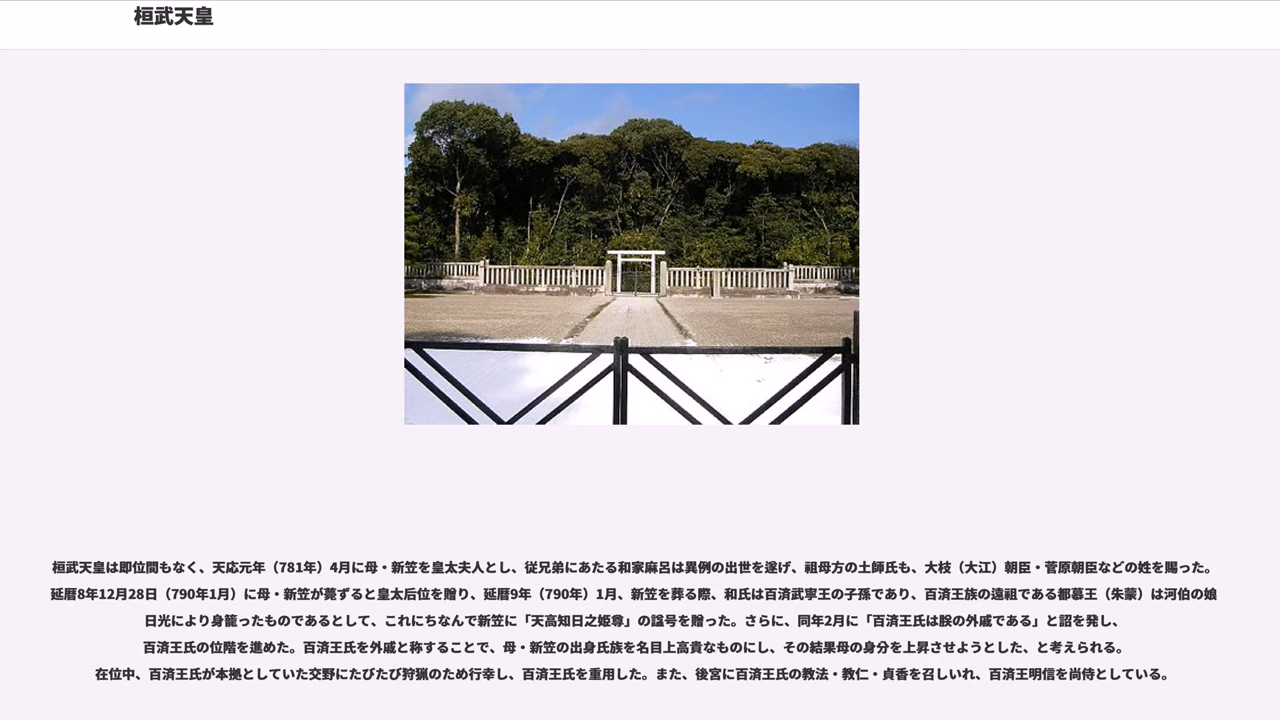 桓武天皇
桓武天皇は即位間もなく、天応元年（781年）4月に母・新笠を皇太夫人とし、従兄弟にあたる和家麻呂は異例の出世を遂げ、祖母方の土師氏も、大枝（大江）朝臣・菅原朝臣などの姓を賜った。
延暦8年12月28日（790年1月）に母・新笠が薨ずると皇太后位を贈り、延暦9年（790年）1月、新笠を葬る際、和氏は百済武寧王の子孫であり、百済王族の遠祖である都慕王（朱蒙）は河伯の娘
日光により身籠ったものであるとして、これにちなんで新笠に「天高知日之姫尊」の諡号を贈った。さらに、同年2月に「百済王氏は朕の外戚である」と詔を発し、
百済王氏の位階を進めた。百済王氏を外戚と称することで、母・新笠の出身氏族を名目上高貴なものにし、その結果母の身分を上昇させようとした、と考えられる。
在位中、百済王氏が本拠としていた交野にたびたび狩猟のため行幸し、百済王氏を重用した。また、後宮に百済王氏の教法・教仁・貞香を召しいれ、百済王明信を尚侍としている。